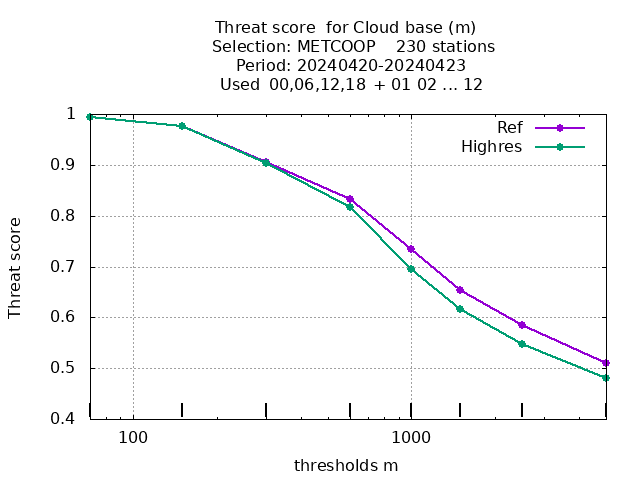 Threat score  for Cloud base (m)
Selection: METCOOP    230 stations
Period: 20240420-20240423
Used  00,06,12,18  + 01 02 ... 12
Ref
Highres
1
0.9
0.8
0.7
0.6
0.5
0.4
Threat score
100
1000
thresholds m